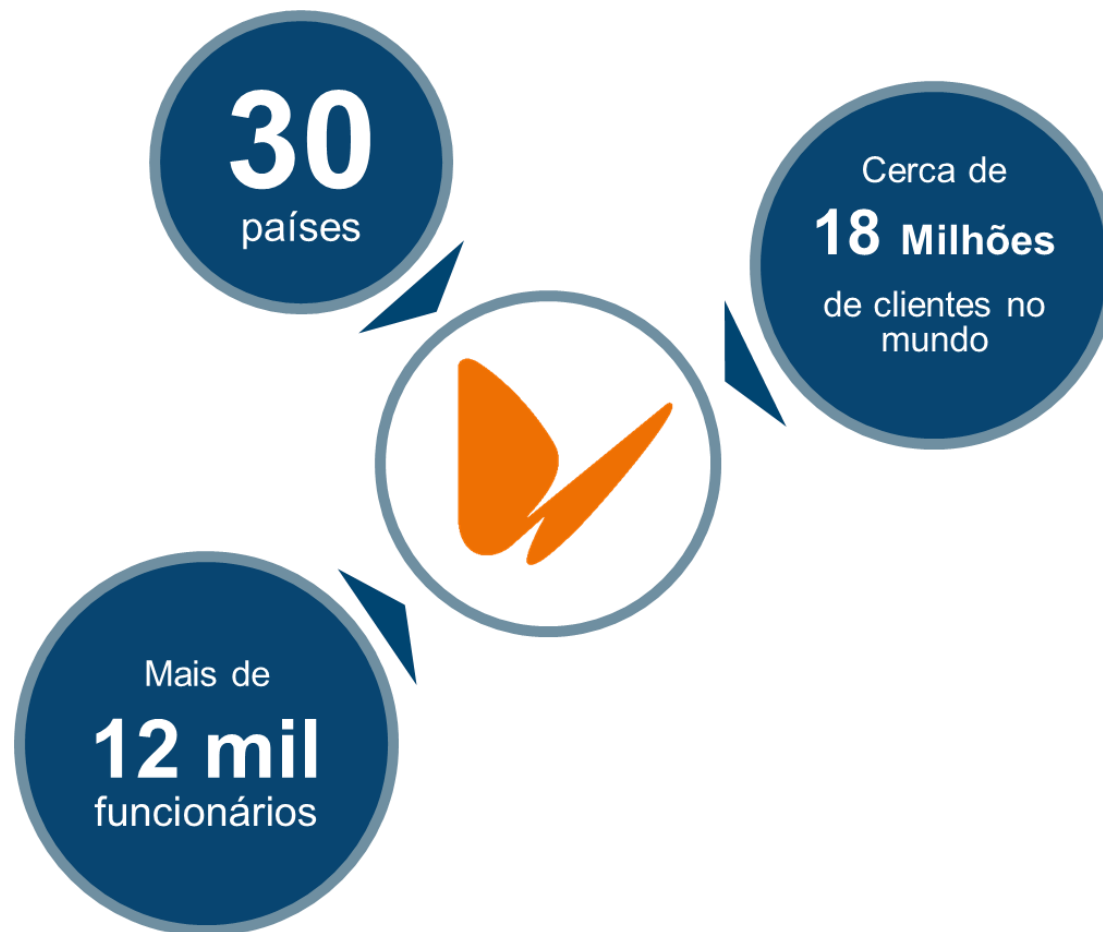 30
países
Cerca de
18 Milhões
de clientes no
mundo
Mais de
12 mil
funcionários